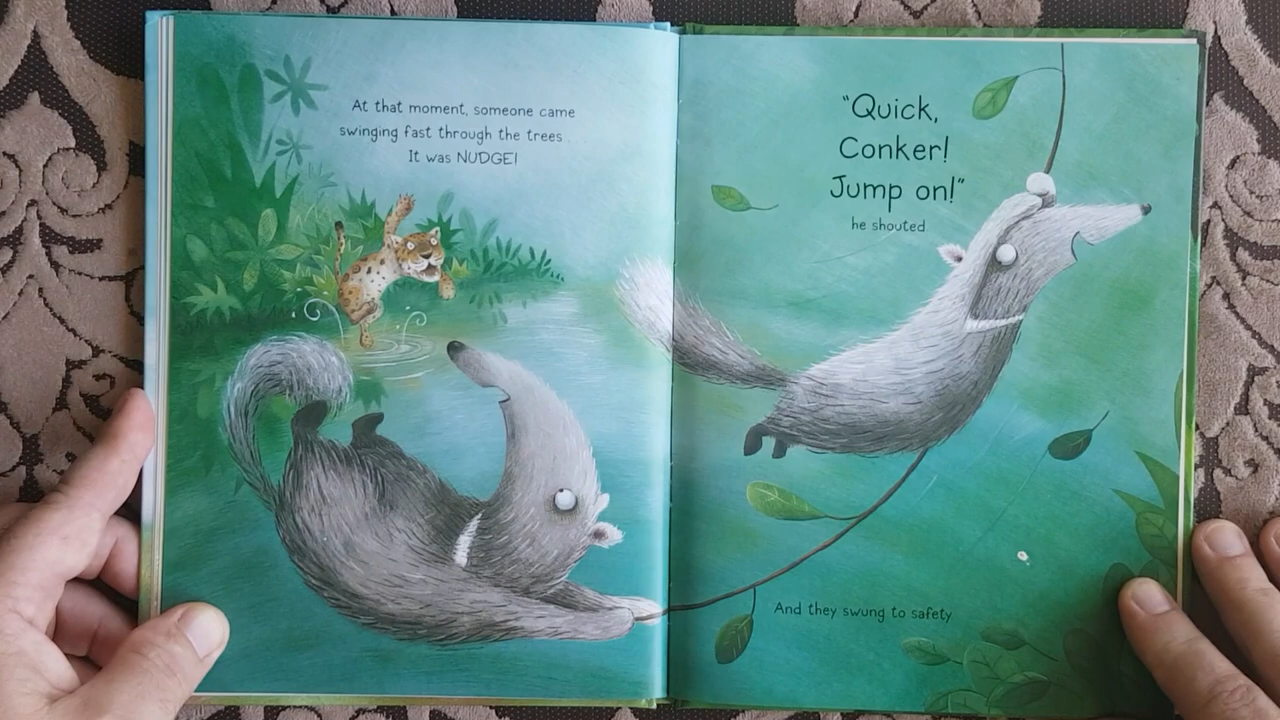 At that moment, someone came
swinging fast through the trees.
It was NUDGE!
"Quick,
Conker!
Jump on!"
he shouted.
And they swung to safety